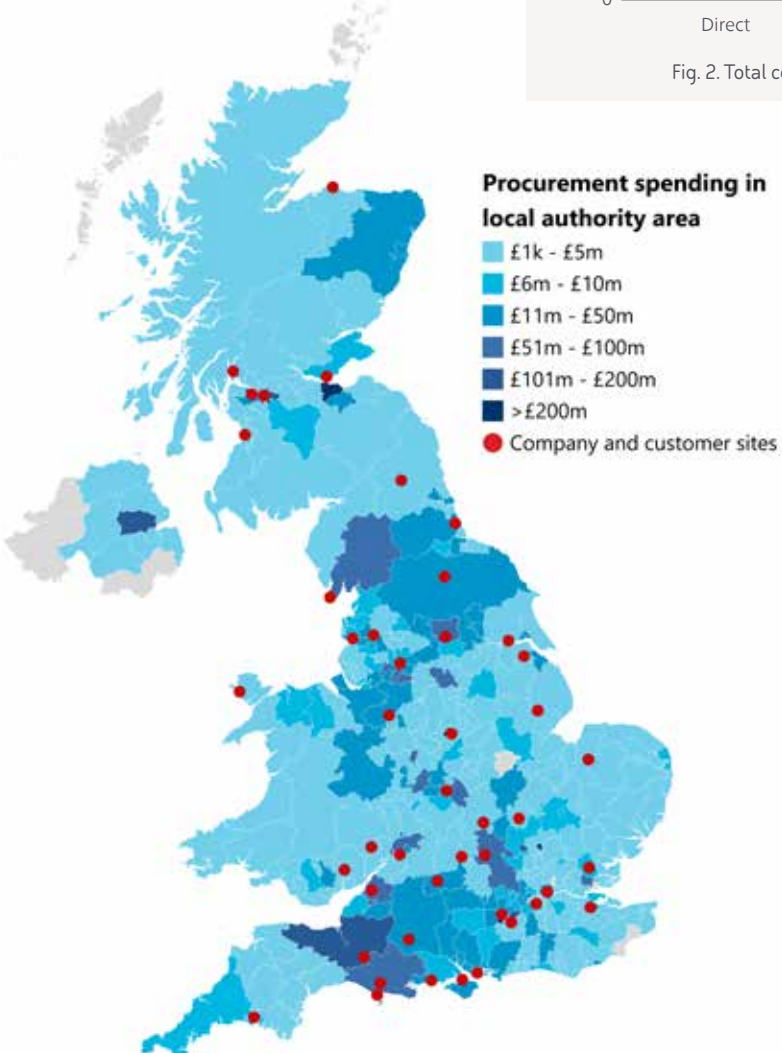 Direct
Fig. 2. Total
Procurement spending in
local authority area
£1k - £5m
£6m - £10m
£11m - £50m
£51m - £100m
£101m - £200m
>£200m
Company and customer sites